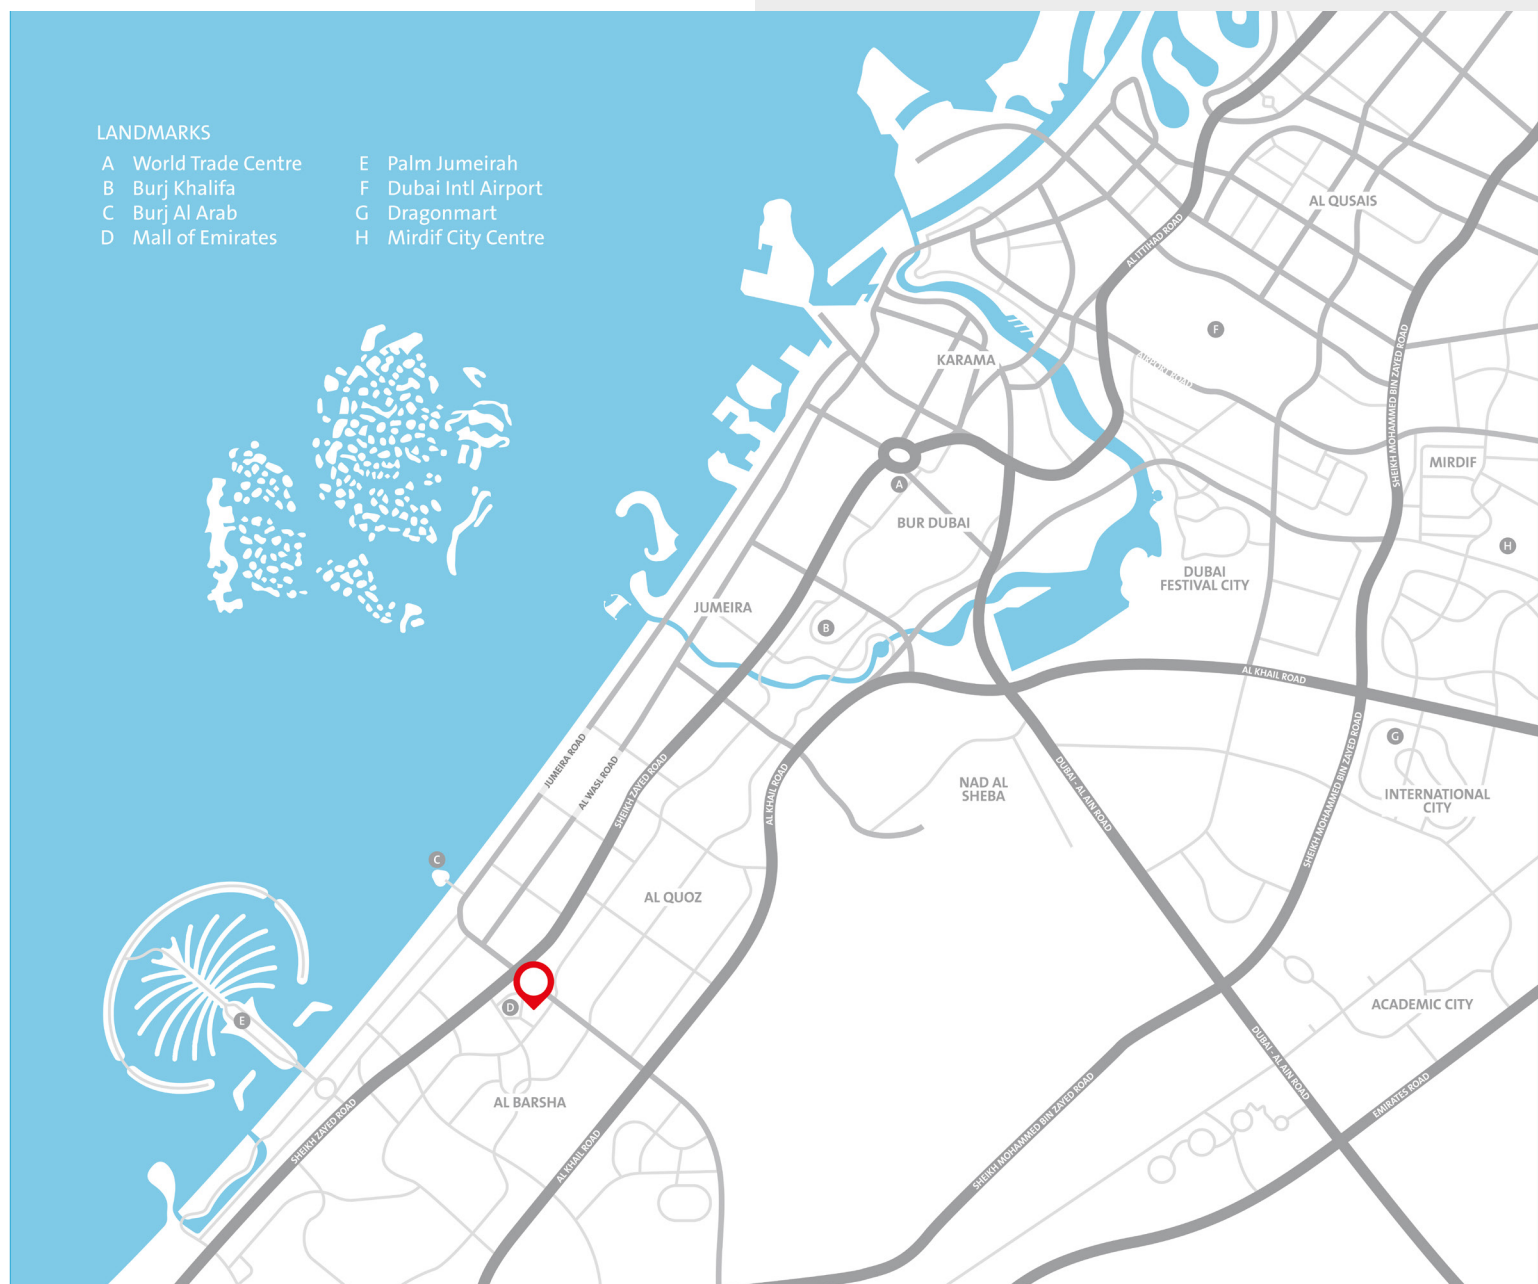 LANDMARKS
A World Trade Centre
B Burj Khalifa
C Burj Al Arab
D Mall of Emirates
E Palm Jumeirah
F Dubai Intl Airport
G Dragonmart
H Mirdif City Centre
AL QUSAIS
AL ITTIHAD ROAD
F
SHEIKH MOHAMMED BIN ZAYED ROAD
KARAMA
AIRPORT ROAD
MIRDIF
A
BUR DUBAI
H
DUBAI
FESTIVAL CITY
JUMEIRA
B
AL KHAIL ROAD
G
JUMEIRA ROAD
AL WASL ROAD
SHEIKH ZAYED ROAD
AL KHAIL ROAD
NAD AL
SHEBA
DUBAI - AL AIN ROAD
SHEIKH MOHAMMED BIN ZAYED ROAD
INTERNATIONAL
CITY
C
AL QUOZ
D
E
ACADEMIC CITY
AL BARSHA
SHEIKH ZAYED ROAD
AL KHAIL ROAD
SHEIKH MOHAMMED BIN ZAYED ROAD
DUBAI - AL AIN ROAD
EMIRATES ROAD